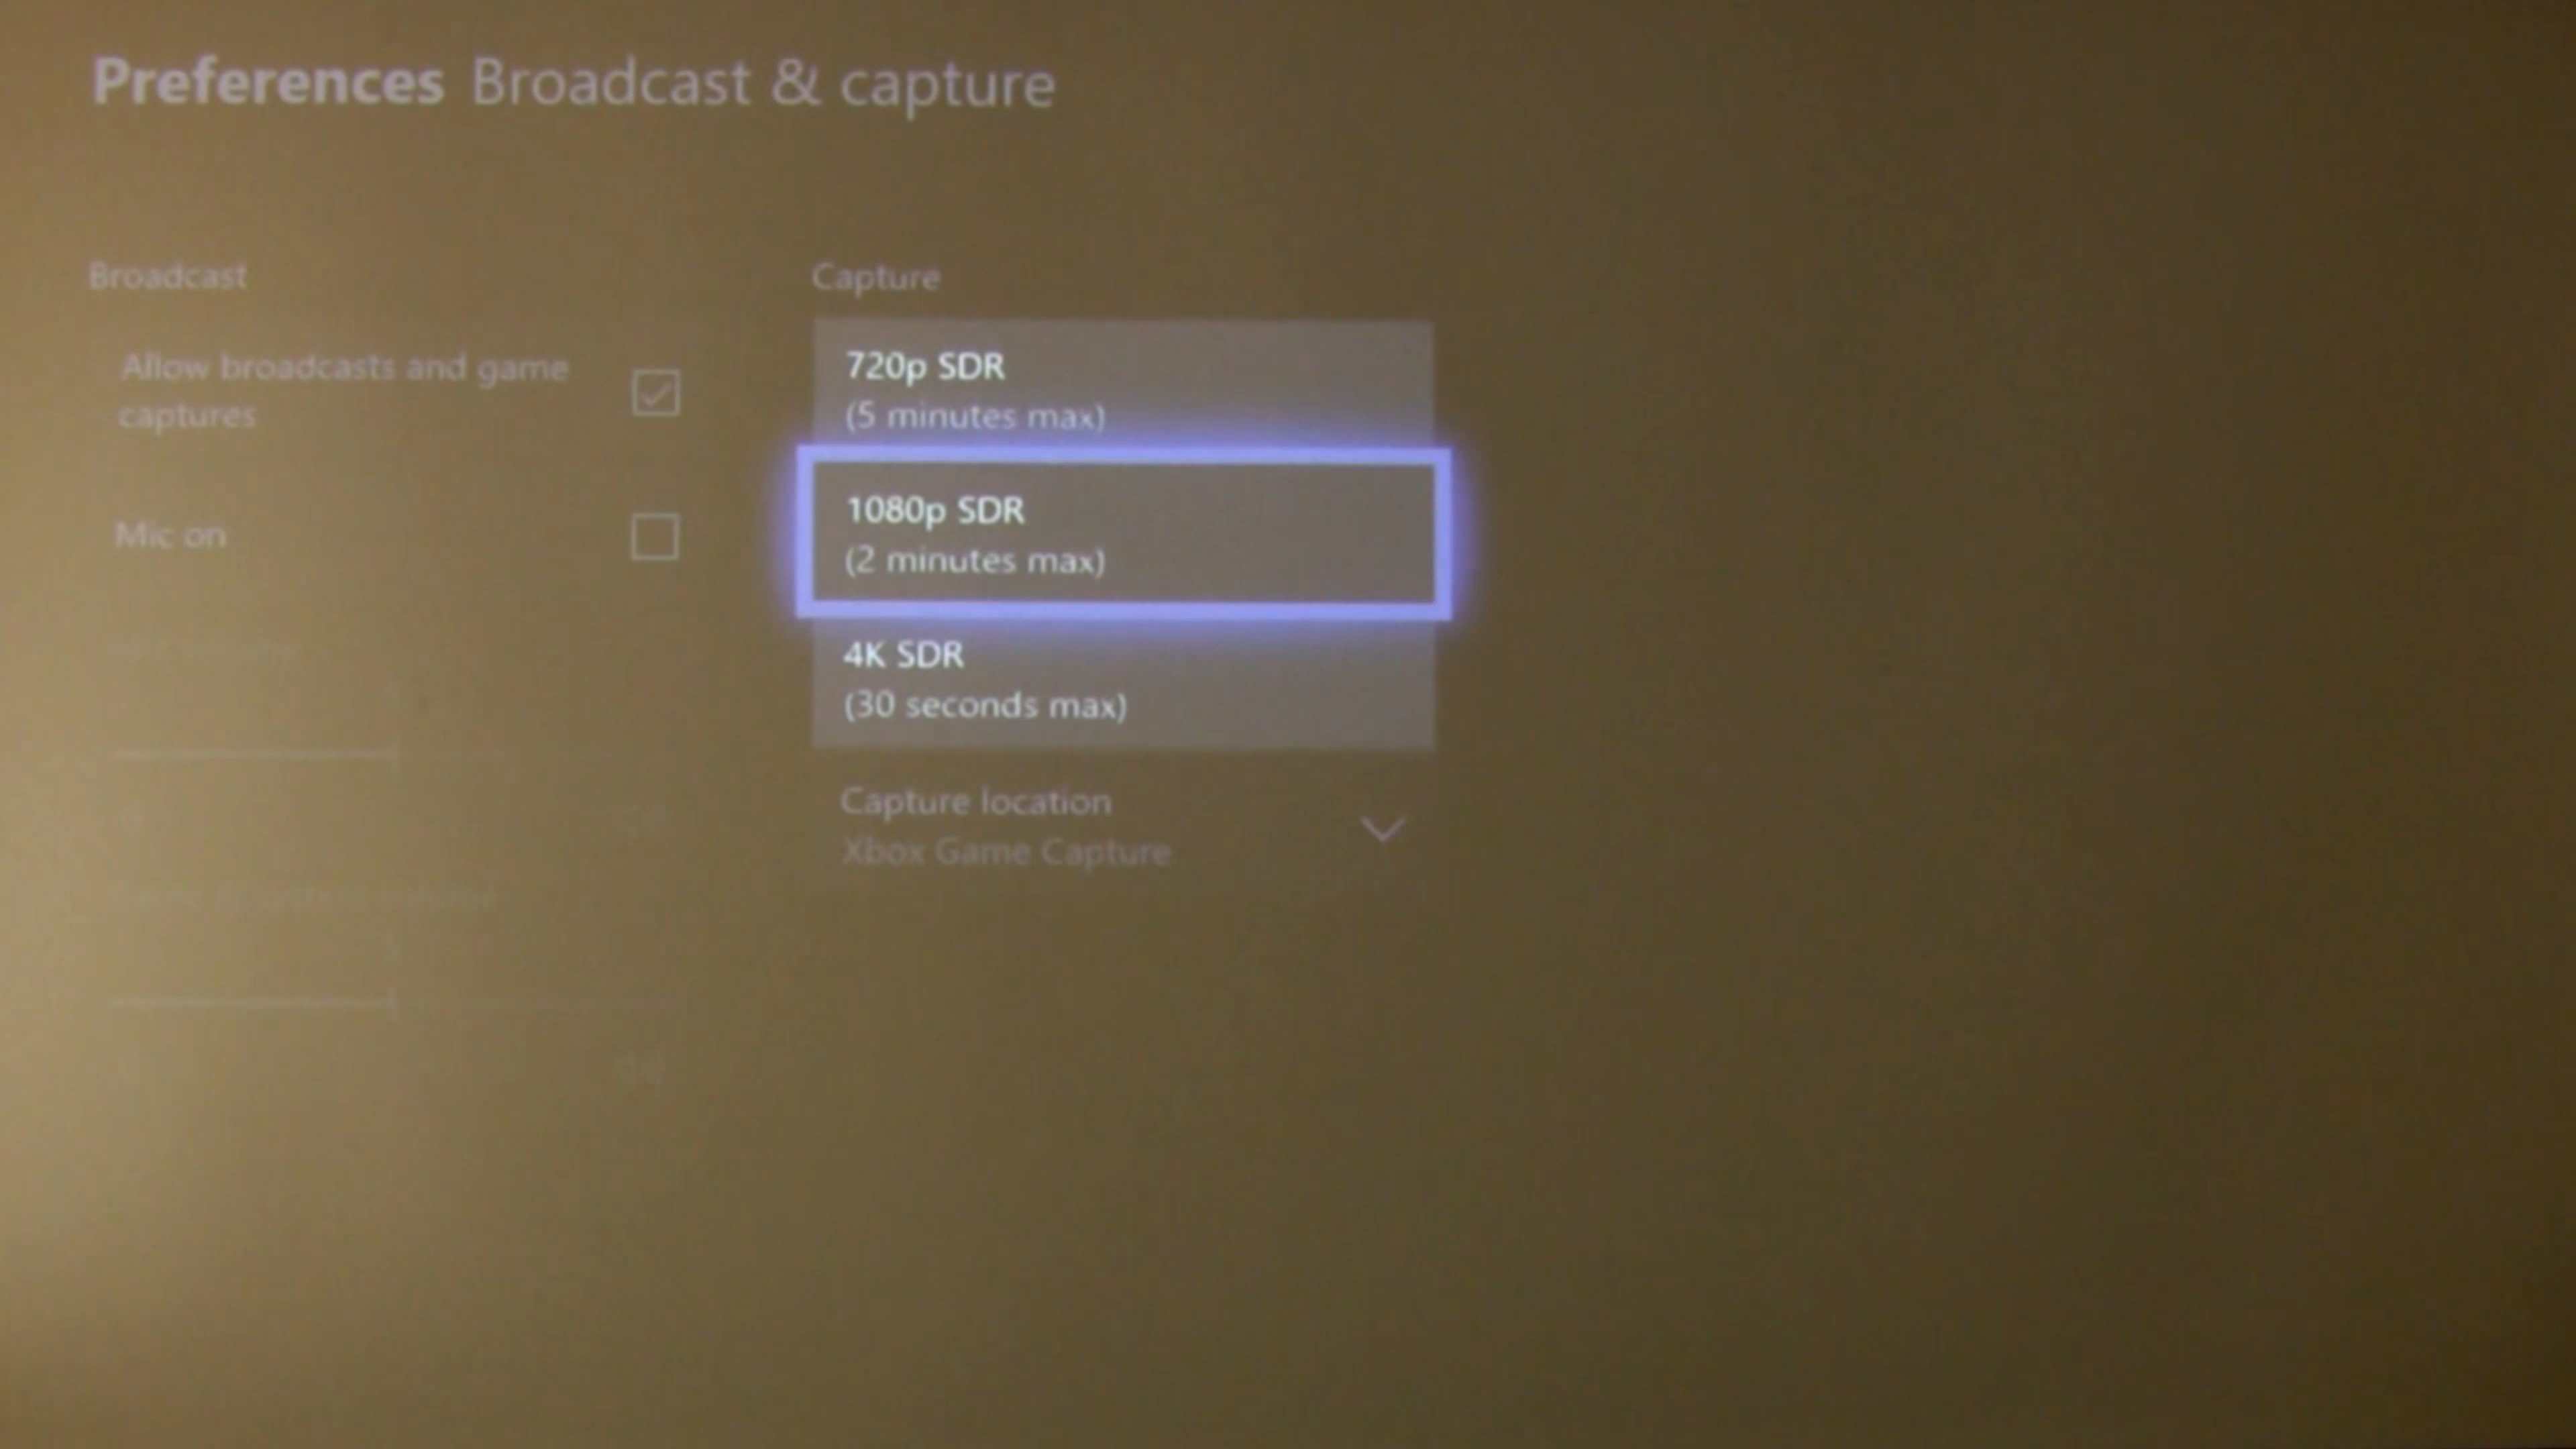 Preferences Broadcast & capture
Broadcast
Allow broadcasts and game
captures
Mic on
Capture
720p SDR
(5 minutes max)
1080p SDR
(2 minutes max)
4K SDR
(30 seconds max)
Capture location
Xbox Game Capture